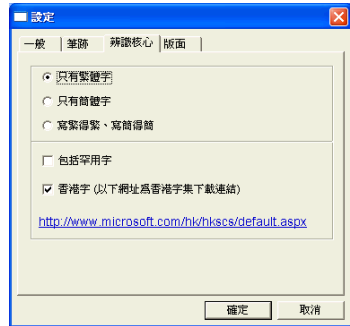 設定
一般 筆跡 辨識核心 版面
只有繁體字
只有簡體字
寫繁得繁、寫簡得簡
包括罕用字
香港字 (以下網址爲香港字集下載連結)
http://www.microsoft.com/hk/hkscs/default.aspx
確定 取消